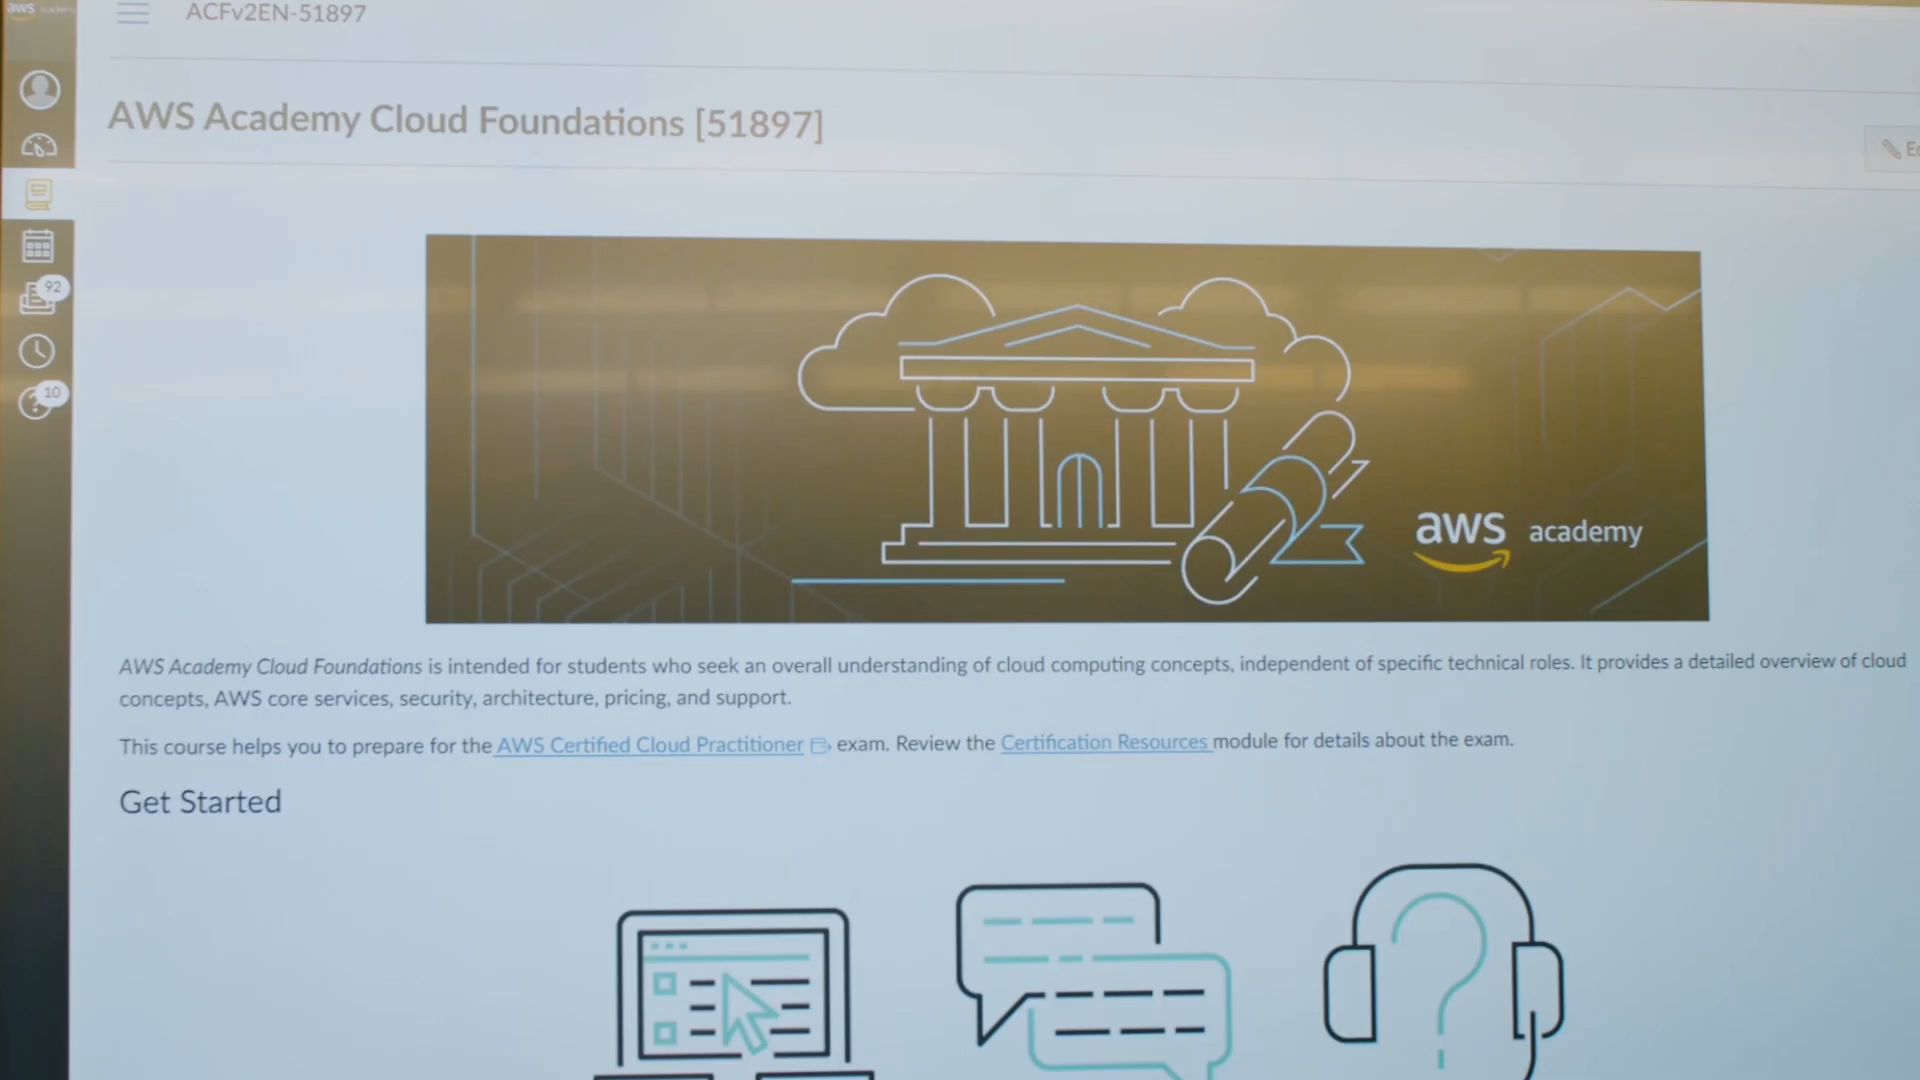 aws
ACFv2EN-51897
AWS Academy Cloud Foundations [51897]
92
10
aws academy
AWS Academy Cloud Foundations is intended for students who seek an overall understanding of cloud computing concepts, independent of specific technical roles. It provides a detailed overview of cloud
concepts, AWS core services, security, architecture, pricing, and support.
This course helps you to prepare for the AWS Certified Cloud Practitioner exam. Review the Certification Resources module for details about the exam.
Get Started